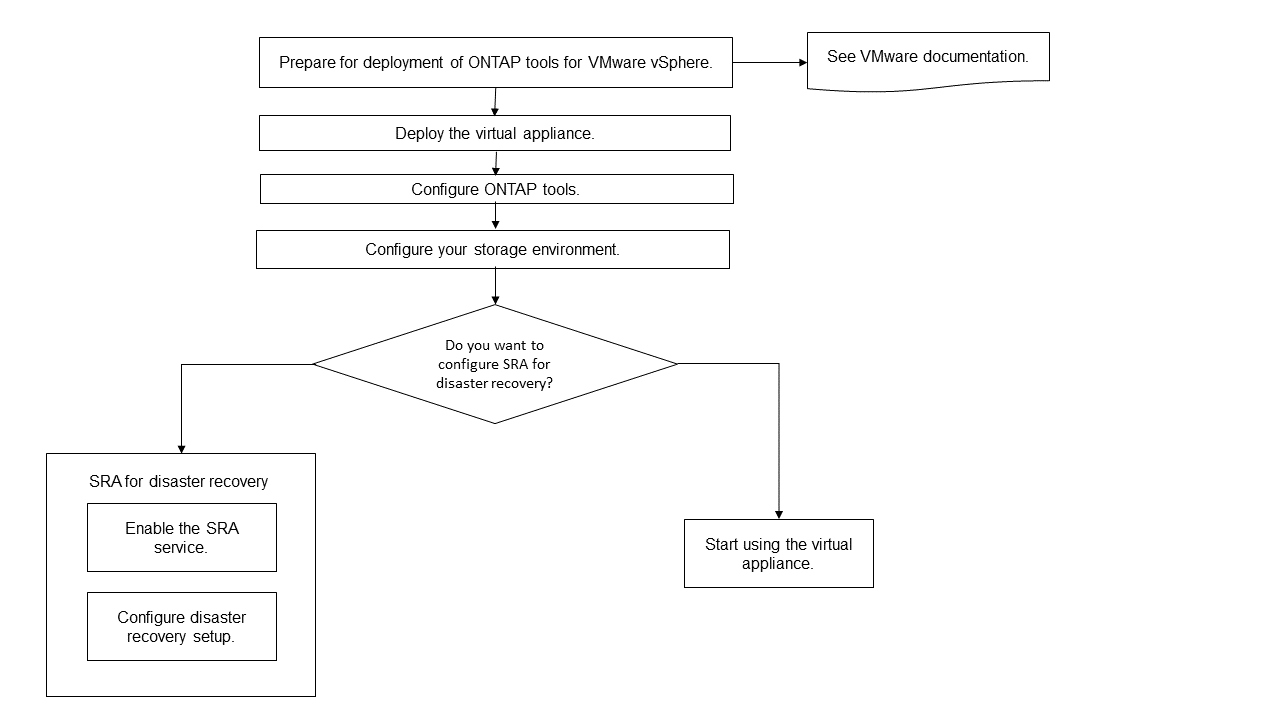 Prepare for deployment of ONTAP tools for VMware vSphere.
See VMware documentation.
Deploy the virtual appliance.
Configure ONTAP tools.
Configure your storage environment.
Do you want to
configure SRA for
disaster recovery?
SRA for disaster recovery
Enable the SRA
service.
Configure disaster
recovery setup.
Start using the virtual
appliance.